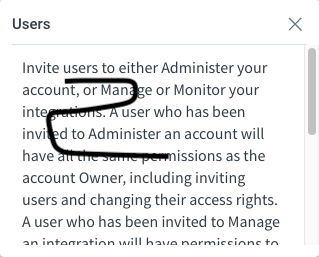 Users
Invite users to either Administer your
account, or Manage or Monitor your
integrations. A user who has been
invited to Administer an account will
have all the same permissions as the
account Owner, including inviting
users and changing their access rights.
A user who has been invited to Manage
an integration will have permissions to